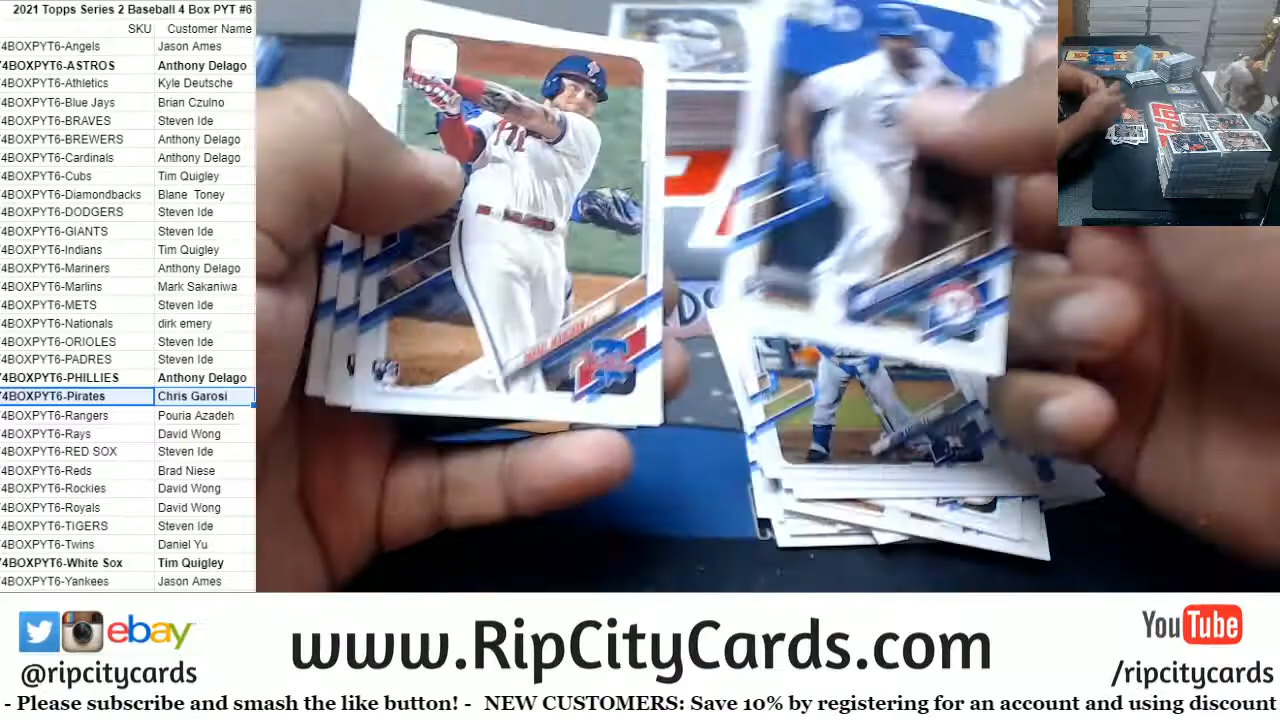 2021 Topps Series 2 Baseball 4 Box PYT #6
SKU Customer Name
4BOXPYT6-Angels Jason Ames
4BOXPYT6-ASTROS Anthony Delago
4BOXPYT6-Athletics Kyle Deutsche
4BOXPYT6-Blue Jays Brian Czulno
4BOXPYT6-BRAVES Steven Ide
4BOXPYT6-BREWERS Anthony Delago
4BOXPYT6-Cardinals Anthony Delago
4BOXPYT6-Cubs Tim Quigley
4BOXPYT6-Diamondbacks Blane Toney
4BOXPYT6-DODGERS Steven Ide
4BOXPYT6-GIANTS Steven Ide
4BOXPYT6-Indians Tim Quigley
4BOXPYT6-Mariners Anthony Delago
4BOXPYT6-Marlins Mark Sakaniwa
4BOXPYT6-METS Steven Ide
4BOXPYT6-Nationals dirk emery
4BOXPYT6-ORIOLES Steven Ide
4BOXPYT6-PADRES Steven Ide
4BOXPYT6-PHILLIES Anthony Delago
4BOXPYT6-Pirates Chris Garosi
4BOXPYT6-Rangers Pouria Azadeh
4BOXPYT6-Rays David Wong
4BOXPYT6-RED SOX Steven Ide
4BOXPYT6-Reds Brad Niese
4BOXPYT6-Rockies David Wong
4BOXPYT6-Royals David Wong
4BOXPYT6-TIGERS Steven Ide
4BOXPYT6-Twins Daniel Yu
4BOXPYT6-White Sox Tim Quigley
4BOXPYT6-Yankees Jason Ames
ebay
@ripcitycards
www.RipCityCards.com
YouTube
/ripcitycards
- Please subscribe and smash the like button! - NEW CUSTOMERS: Save 10% by registering for an account and using discount